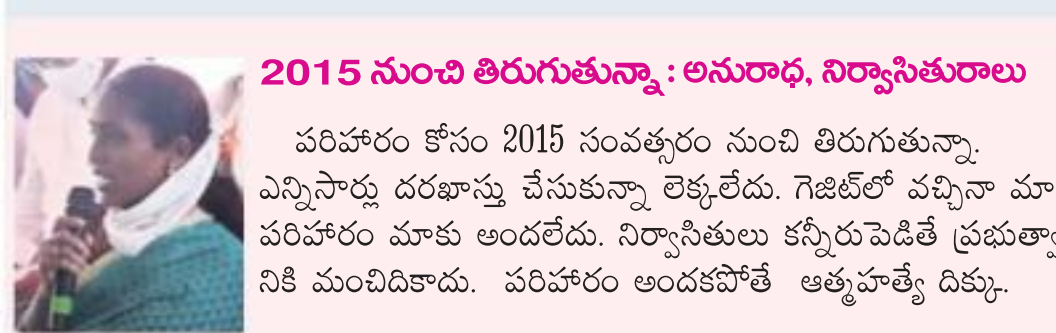 2015 నుంచి తిరుగుతున్నా : అనురాధ, నిర్వాసితురాలు
పరిహారం కోసం 2015 సంవత్సరం నుంచి తిరుగుతున్నా.
ఎన్నిసార్లు దరఖాస్తు చేసుకున్నా లెక్కలేదు. గెజిట్‌లో వచ్చినా మా
పరిహారం మాకు అందలేదు. నిర్వాసితులు కన్నీరుపెడితే ప్రభుత్వా
నికి మంచిదికాదు. పరిహారం అందకపోతే ఆత్మహత్యే దిక్కు.